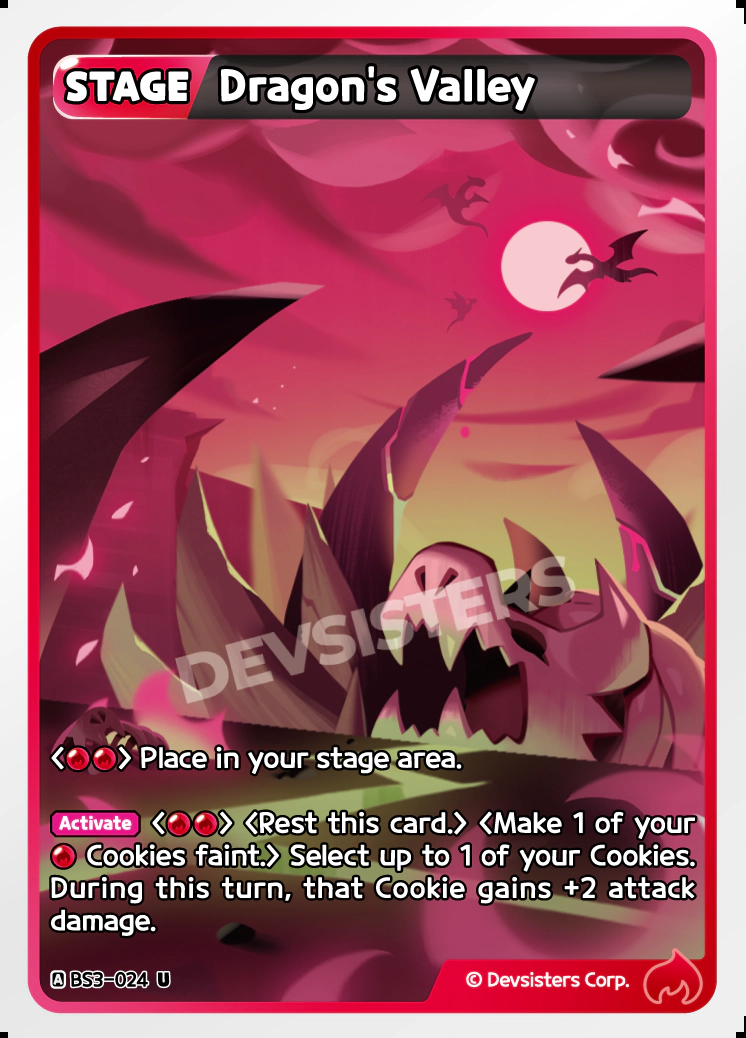 STAGE Dragon's Valley
DEVSISTERS
<🔥🔥> Place in your stage area.
Activate <🔥🔥> <Rest this card.> <Make 1 of your
🔥 Cookies faint.> Select up to 1 of your Cookies.
During this turn, that Cookie gains +2 attack
damage.
A BS3-024 U
© Devsisters Corp.